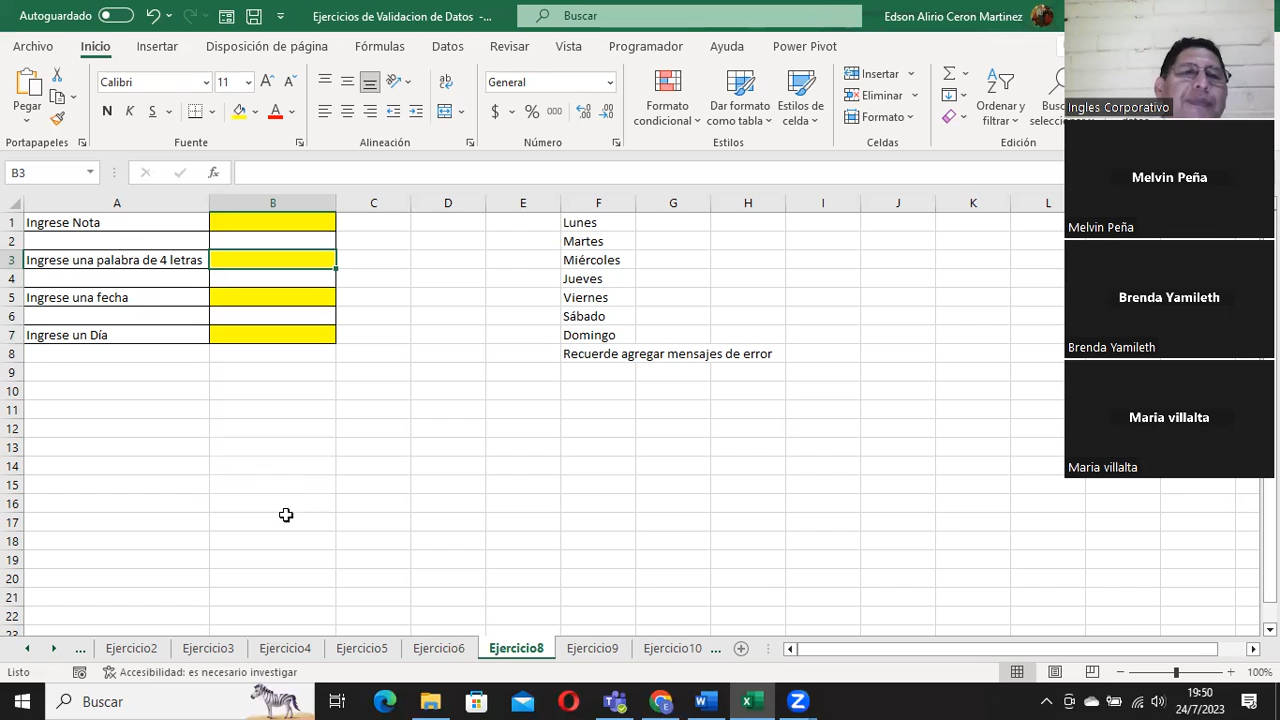 Autoguardado
Ejercicios de Validacion de Datos -...
Buscar
Edson Alirio Ceron Martinez
Archivo Inicio Insertar Disposición de página Fórmulas Datos Revisar Vista Programador Ayuda Power Pivot
Pegar
Portapapeles
Calibri 11
N K S
Fuente
Alineación
General
$ % 000
Número
Formato condicional
Dar formato como tabla
Estilos de celda
Estilos
Insertar
Eliminar
Formato
Celdas
Ordenar y filtrar
Edición
Ingles Corporativo
Melvin Peña
Melvin Peña
Brenda Yamileth
Brenda Yamileth
Maria villalta
Maria villalta
B3 fx
A B C D E F G H I J K L
1 Ingrese Nota Lunes
2 Martes
3 Ingrese una palabra de 4 letras Miércoles
4 Jueves
5 Ingrese una fecha Viernes
6 Sábado
7 Ingrese un Día Domingo
8 Recuerde agregar mensajes de error
9
10
11
12
13
14
15
16
17
18
19
20
21
22
23
... Ejercicio2 Ejercicio3 Ejercicio4 Ejercicio5 Ejercicio6 Ejercicio8 Ejercicio9 Ejercicio10 ...
Listo Accesibilidad: es necesario investigar 100%
Buscar
19:50
24/7/2023